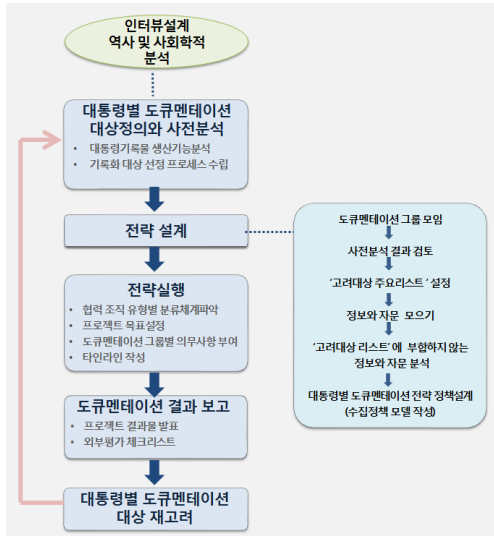 인터뷰설계
역사 및 사회학적
분석
대통령별 도큐멘테이션
대상정의와 사전분석
• 대통령기록물 생산기능분석
• 기록화 대상 선정 프로세스 수립
전략 설계
전략실행
• 협력 조직 유형별 분류체계파악
• 프로젝트 목표설정
• 도큐멘테이션 그룹별 의무사항 부여
• 타인라인 작성
도큐멘테이션 결과 보고
• 프로젝트 결과물 발표
• 외부평가 체크리스트
대통령별 도큐멘테이션
대상 재고려
도큐멘테이션 그룹 모임
사전분석 결과 검토
‘고려대상 주요리스트 ’ 설정
정보와 자문 모으기
‘고려대상 리스트’ 에 부합하지 않는
정보와 자문 분석
대통령별 도큐멘테이션 전략 정책설계
(수집정책 모델 작성)